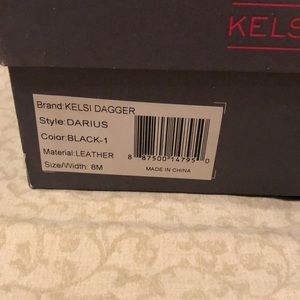 KELS
Brand:KELSI DAGGER
Style:DARIUS
Color:BLACK-1
Material:LEATHER
Size/Width: 8M
8 87500 14795 0
MADE IN CHINA